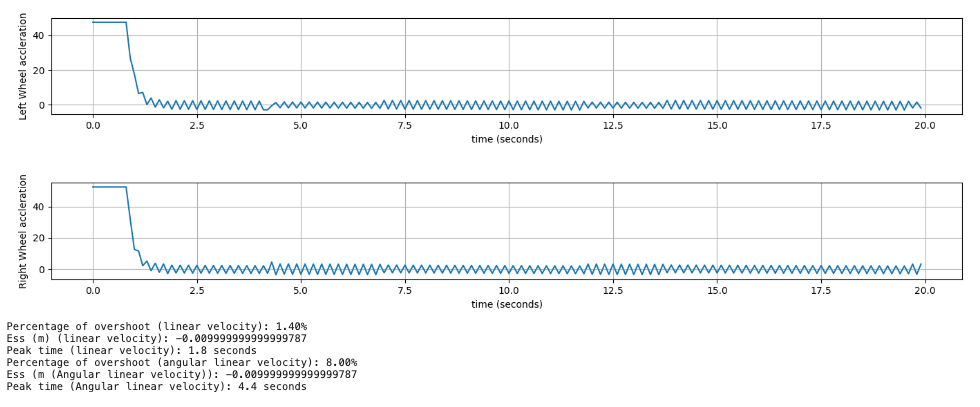 Left Wheel accleration
40
20
0
0.0 2.5 5.0 7.5 10.0 12.5 15.0 17.5 20.0
time (seconds)
Right Wheel accleration
40
20
0
0.0 2.5 5.0 7.5 10.0 12.5 15.0 17.5 20.0
time (seconds)
Percentage of overshoot (linear velocity): 1.40%
Ess (m) (linear velocity): -0.009999999999999787
Peak time (linear velocity): 1.8 seconds
Percentage of overshoot (angular linear velocity): 8.00%
Ess (m (Angular linear velocity)): -0.009999999999999787
Peak time (Angular linear velocity): 4.4 seconds